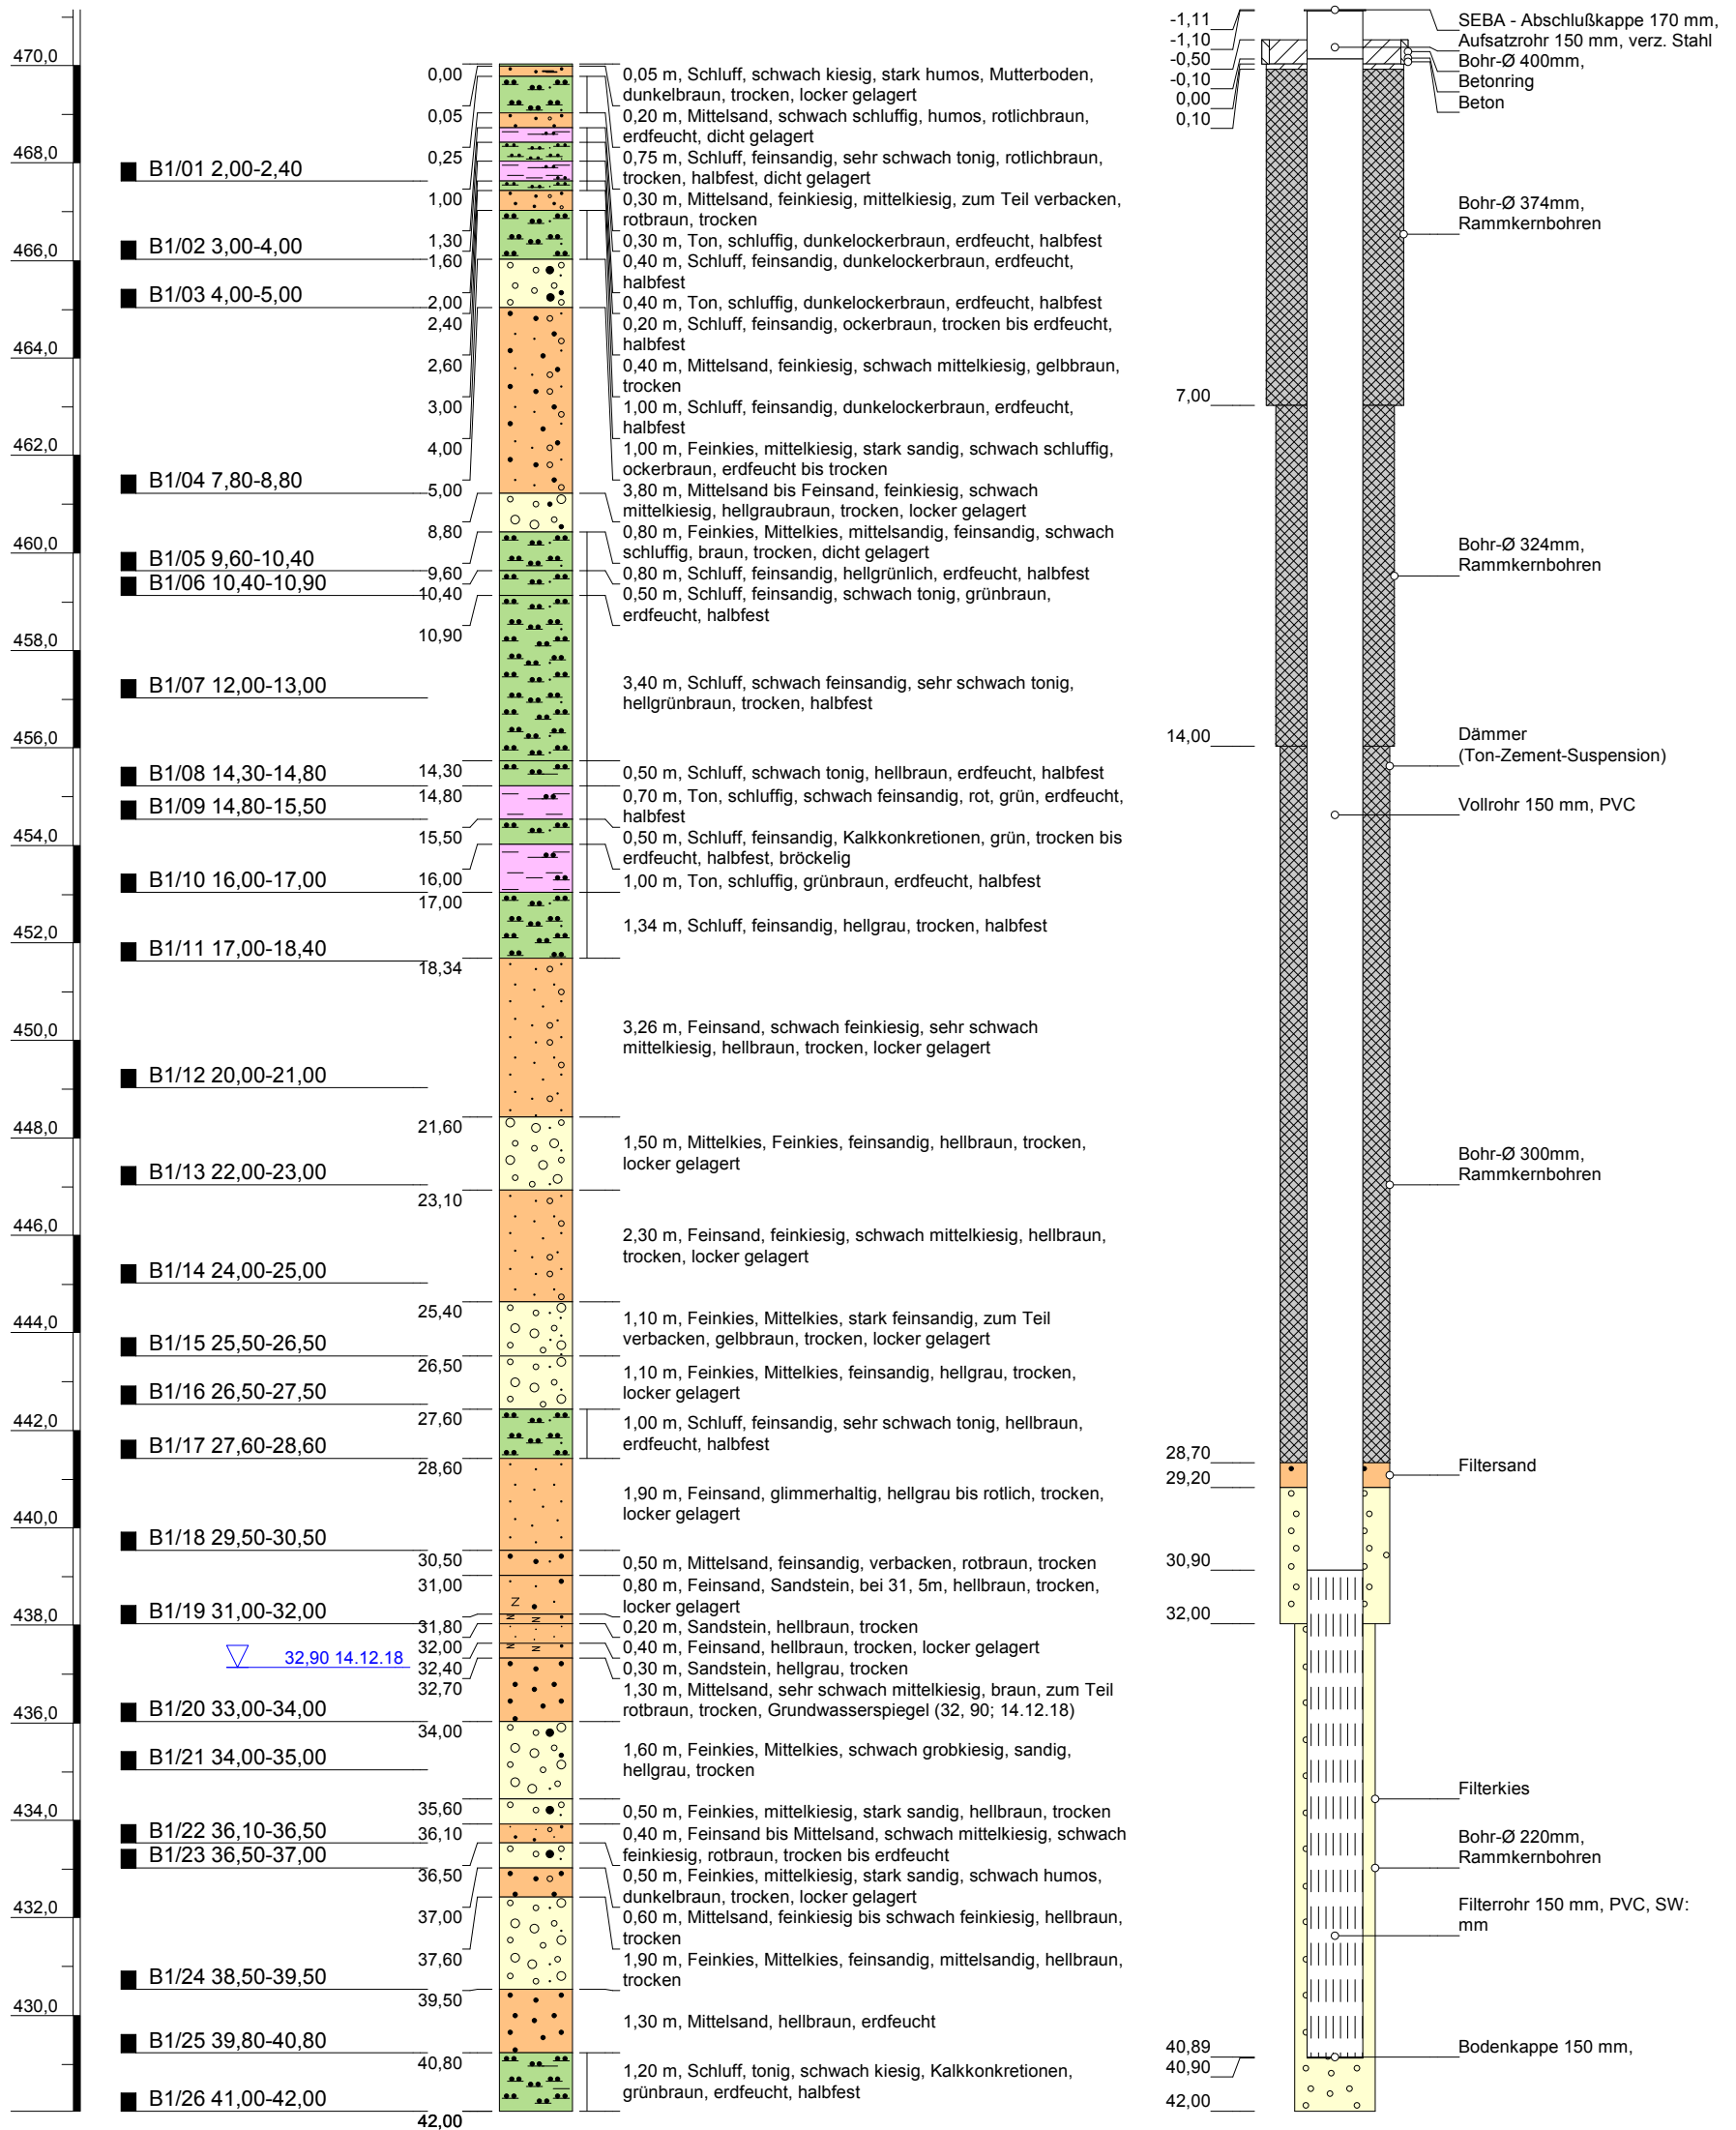 470,0
468,0
466,0
464,0
462,0
460,0
458,0
456,0
454,0
452,0
450,0
448,0
446,0
444,0
442,0
440,0
438,0
436,0
434,0
432,0
430,0
B1/01 2,00-2,40
B1/02 3,00-4,00
B1/03 4,00-5,00
B1/04 7,80-8,80
B1/05 9,60-10,40
B1/06 10,40-10,90
B1/07 12,00-13,00
B1/08 14,30-14,80
B1/09 14,80-15,50
B1/10 16,00-17,00
B1/11 17,00-18,40
B1/12 20,00-21,00
B1/13 22,00-23,00
B1/14 24,00-25,00
B1/15 25,50-26,50
B1/16 26,50-27,50
B1/17 27,60-28,60
B1/18 29,50-30,50
B1/19 31,00-32,00
32,90 14.12.18
B1/20 33,00-34,00
B1/21 34,00-35,00
B1/22 36,10-36,50
B1/23 36,50-37,00
B1/24 38,50-39,50
B1/25 39,80-40,80
B1/26 41,00-42,00
0,00
0,05
0,25
1,00
1,30
1,60
2,00
2,40
2,60
3,00
4,00
5,00
8,80
9,60
10,40
10,90
14,30
14,80
15,50
16,00
17,00
18,34
21,60
23,10
25,40
26,50
27,60
28,60
30,50
31,00
31,80
32,00
32,40
32,70
34,00
35,60
36,10
36,50
37,00
37,60
39,50
40,80
42,00
0,05 m, Schluff, schwach kiesig, stark humos, Mutterboden,
dunkelbraun, trocken, locker gelagert
0,20 m, Mittelsand, schwach schluffig, humos, rotlichbraun,
erdfeucht, dicht gelagert
0,75 m, Schluff, feinsandig, sehr schwach tonig, rotlichbraun,
trocken, halbfest, dicht gelagert
0,30 m, Mittelsand, feinkiesig, mittelkiesig, zum Teil verbacken,
rotbraun, trocken
0,30 m, Ton, schluffig, dunkelockerbraun, erdfeucht, halbfest
0,40 m, Schluff, feinsandig, dunkelockerbraun, erdfeucht,
halbfest
0,40 m, Ton, schluffig, dunkelockerbraun, erdfeucht, halbfest
0,20 m, Schluff, feinsandig, ockerbraun, trocken bis erdfeucht,
halbfest
0,40 m, Mittelsand, feinkiesig, schwach mittelkiesig, gelbbraun,
trocken
1,00 m, Schluff, feinsandig, dunkelockerbraun, erdfeucht,
halbfest
1,00 m, Feinkies, mittelkiesig, stark sandig, schwach schluffig,
ockerbraun, erdfeucht bis trocken
3,80 m, Mittelsand bis Feinsand, feinkiesig, schwach
mittelkiesig, hellgraubraun, trocken, locker gelagert
0,80 m, Feinkies, Mittelkies, mittelsandig, feinsandig, schwach
schluffig, braun, trocken, dicht gelagert
0,80 m, Schluff, feinsandig, hellgrünlich, erdfeucht, halbfest
0,50 m, Schluff, feinsandig, schwach tonig, grünbraun,
erdfeucht, halbfest
3,40 m, Schluff, schwach feinsandig, sehr schwach tonig,
hellgrünbraun, trocken, halbfest
0,50 m, Schluff, schwach tonig, hellbraun, erdfeucht, halbfest
0,70 m, Ton, schluffig, schwach feinsandig, rot, grün, erdfeucht,
halbfest
0,50 m, Schluff, feinsandig, Kalkkonkretionen, grün, trocken bis
erdfeucht, halbfest, bröckelig
1,00 m, Ton, schluffig, grünbraun, erdfeucht, halbfest
1,34 m, Schluff, feinsandig, hellgrau, trocken, halbfest
3,26 m, Feinsand, schwach feinkiesig, sehr schwach
mittelkiesig, hellbraun, trocken, locker gelagert
1,50 m, Mittelkies, Feinkies, feinsandig, hellbraun, trocken,
locker gelagert
2,30 m, Feinsand, feinkiesig, schwach mittelkiesig, hellbraun,
trocken, locker gelagert
1,10 m, Feinkies, Mittelkies, stark feinsandig, zum Teil
verbacken, gelbbraun, trocken, locker gelagert
1,10 m, Feinkies, Mittelkies, feinsandig, hellgrau, trocken,
locker gelagert
1,00 m, Schluff, feinsandig, sehr schwach tonig, hellbraun,
erdfeucht, halbfest
1,90 m, Feinsand, glimmerhaltig, hellgrau bis rotlich, trocken,
locker gelagert
0,50 m, Mittelsand, feinsandig, verbacken, rotbraun, trocken
0,80 m, Feinsand, Sandstein, bei 31, 5m, hellbraun, trocken,
locker gelagert
0,20 m, Sandstein, hellbraun, trocken
0,40 m, Feinsand, hellbraun, trocken, locker gelagert
0,30 m, Sandstein, hellgrau, trocken
1,30 m, Mittelsand, sehr schwach mittelkiesig, braun, zum Teil
rotbraun, trocken, Grundwasserspiegel (32, 90; 14.12.18)
1,60 m, Feinkies, Mittelkies, schwach grobkiesig, sandig,
hellgrau, trocken
0,50 m, Feinkies, mittelkiesig, stark sandig, hellbraun, trocken
0,40 m, Feinsand bis Mittelsand, schwach mittelkiesig, schwach
feinkiesig, rotbraun, trocken bis erdfeucht
0,50 m, Feinkies, mittelkiesig, stark sandig, schwach humos,
dunkelbraun, trocken, locker gelagert
0,60 m, Mittelsand, feinkiesig bis schwach feinkiesig, hellbraun,
trocken
1,90 m, Feinkies, Mittelkies, feinsandig, mittelsandig, hellbraun,
trocken
1,30 m, Mittelsand, hellbraun, erdfeucht
1,20 m, Schluff, tonig, schwach kiesig, Kalkkonkretionen,
grünbraun, erdfeucht, halbfest
-1,11
-1,10
-0,50
-0,10
0,00
0,10
7,00
14,00
28,70
29,20
30,90
32,00
40,89
40,90
42,00
SEBA - Abschlußkappe 170 mm,
Aufsatzrohr 150 mm, verz. Stahl
Bohr-Ø 400mm,
Betonring
Beton
Bohr-Ø 374mm,
Rammkernbohren
Bohr-Ø 324mm,
Rammkernbohren
Dämmer
(Ton-Zement-Suspension)
Vollrohr 150 mm, PVC
Bohr-Ø 300mm,
Rammkernbohren
Filtersand
Filterkies
Bohr-Ø 220mm,
Rammkernbohren
Filterrohr 150 mm, PVC, SW:
mm
Bodenkappe 150 mm,